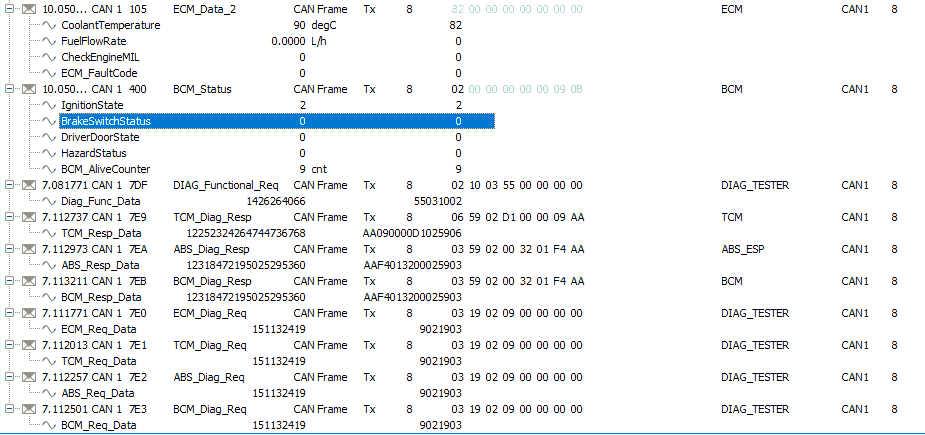 10.050... CAN 1 105 ECM_Data_2 CAN Frame Tx 8 82 00 00 00 00 00 00 00 ECM CAN1 8
CoolantTemperature 90 degC 82
FuelFlowRate 0.0000 L/h 0
CheckEngineMIL 0 0
ECM_FaultCode 0 0
10.050... CAN 1 400 BCM_Status CAN Frame Tx 8 02 00 00 00 00 00 09 0B BCM CAN1 8
IgnitionState 2 2
BrakeSwitchStatus 0 0
DriverDoorState 0 0
HazardStatus 0 0
BCM_AliveCounter 9 cnt 9
7.081771 CAN 1 7DF DIAG_Functional_Req CAN Frame Tx 8 02 10 03 55 00 00 00 00 DIAG_TESTER CAN1 8
Diag_Func_Data 1426264066 55031002
7.112737 CAN 1 7E9 TCM_Diag_Resp CAN Frame Tx 8 06 59 02 D1 00 00 09 AA TCM CAN1 8
TCM_Resp_Data 12252324264744736768 AA090000D1025906
7.112973 CAN 1 7EA ABS_Diag_Resp CAN Frame Tx 8 03 59 02 00 32 01 F4 AA ABS_ESP CAN1 8
ABS_Resp_Data 12318472195025295360 AAF4013200025903
7.113211 CAN 1 7EB BCM_Diag_Resp CAN Frame Tx 8 03 59 02 00 32 01 F4 AA BCM CAN1 8
BCM_Resp_Data 12318472195025295360 AAF4013200025903
7.111771 CAN 1 7E0 ECM_Diag_Req CAN Frame Tx 8 03 19 02 09 00 00 00 00 DIAG_TESTER CAN1 8
ECM_Req_Data 151132419 9021903
7.112013 CAN 1 7E1 TCM_Diag_Req CAN Frame Tx 8 03 19 02 09 00 00 00 00 DIAG_TESTER CAN1 8
TCM_Req_Data 151132419 9021903
7.112257 CAN 1 7E2 ABS_Diag_Req CAN Frame Tx 8 03 19 02 09 00 00 00 00 DIAG_TESTER CAN1 8
ABS_Req_Data 151132419 9021903
7.112501 CAN 1 7E3 BCM_Diag_Req CAN Frame Tx 8 03 19 02 09 00 00 00 00 DIAG_TESTER CAN1 8
BCM_Req_Data 151132419 9021903